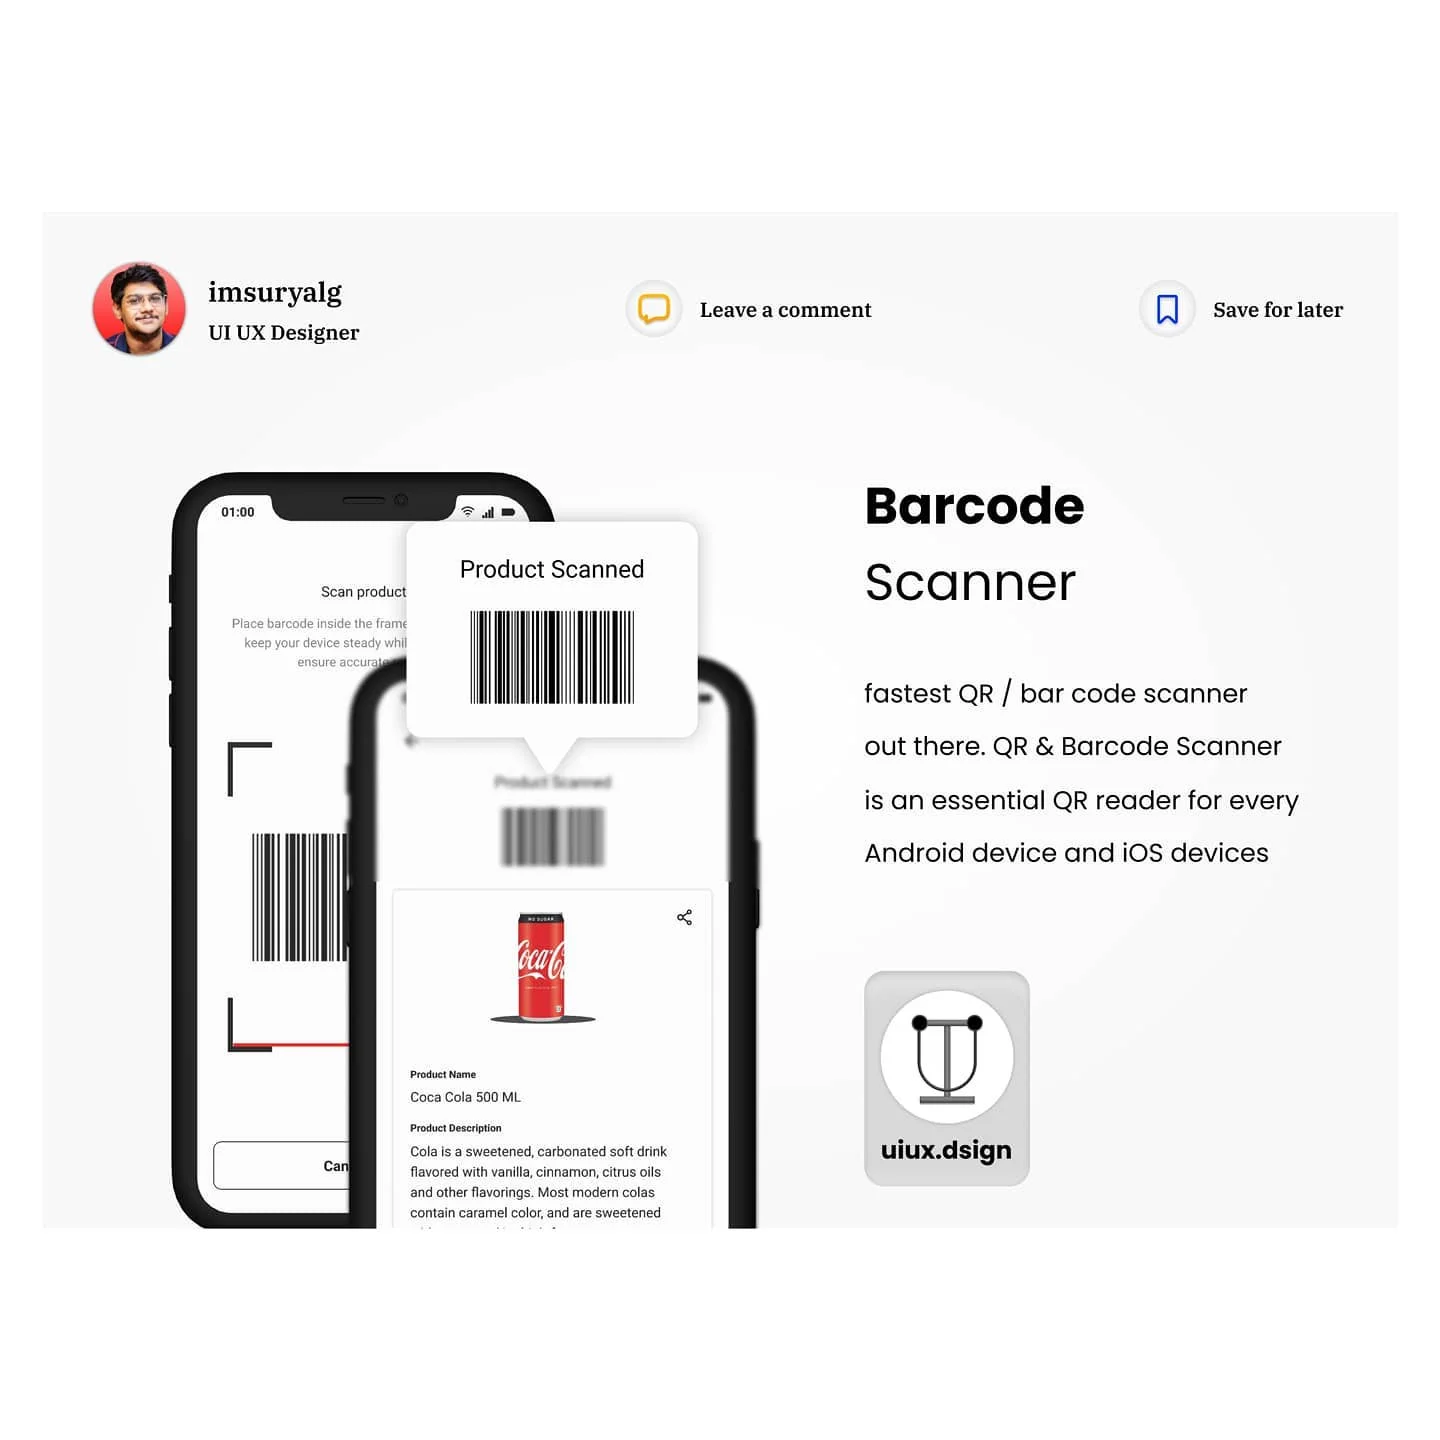 imsuryalg
UI UX Designer
Leave a comment
Save for later
01:00
Scan product
Place barcode inside the frame
keep your device steady
ensure
Product Scanned
Product Scanned
NO SUGAR
Coca-Cola
Product Name
Coca Cola 500 ML
Product Description
Cola is a sweetened, carbonated soft drink
flavored with vanilla, cinnamon, citrus oils
and other flavorings. Most modern colas
contain caramel color, and are sweetened
Barcode
Scanner
fastest QR / bar code scanner
out there. QR & Barcode Scanner
is an essential QR reader for every
Android device and iOS devices
uiux.dsign